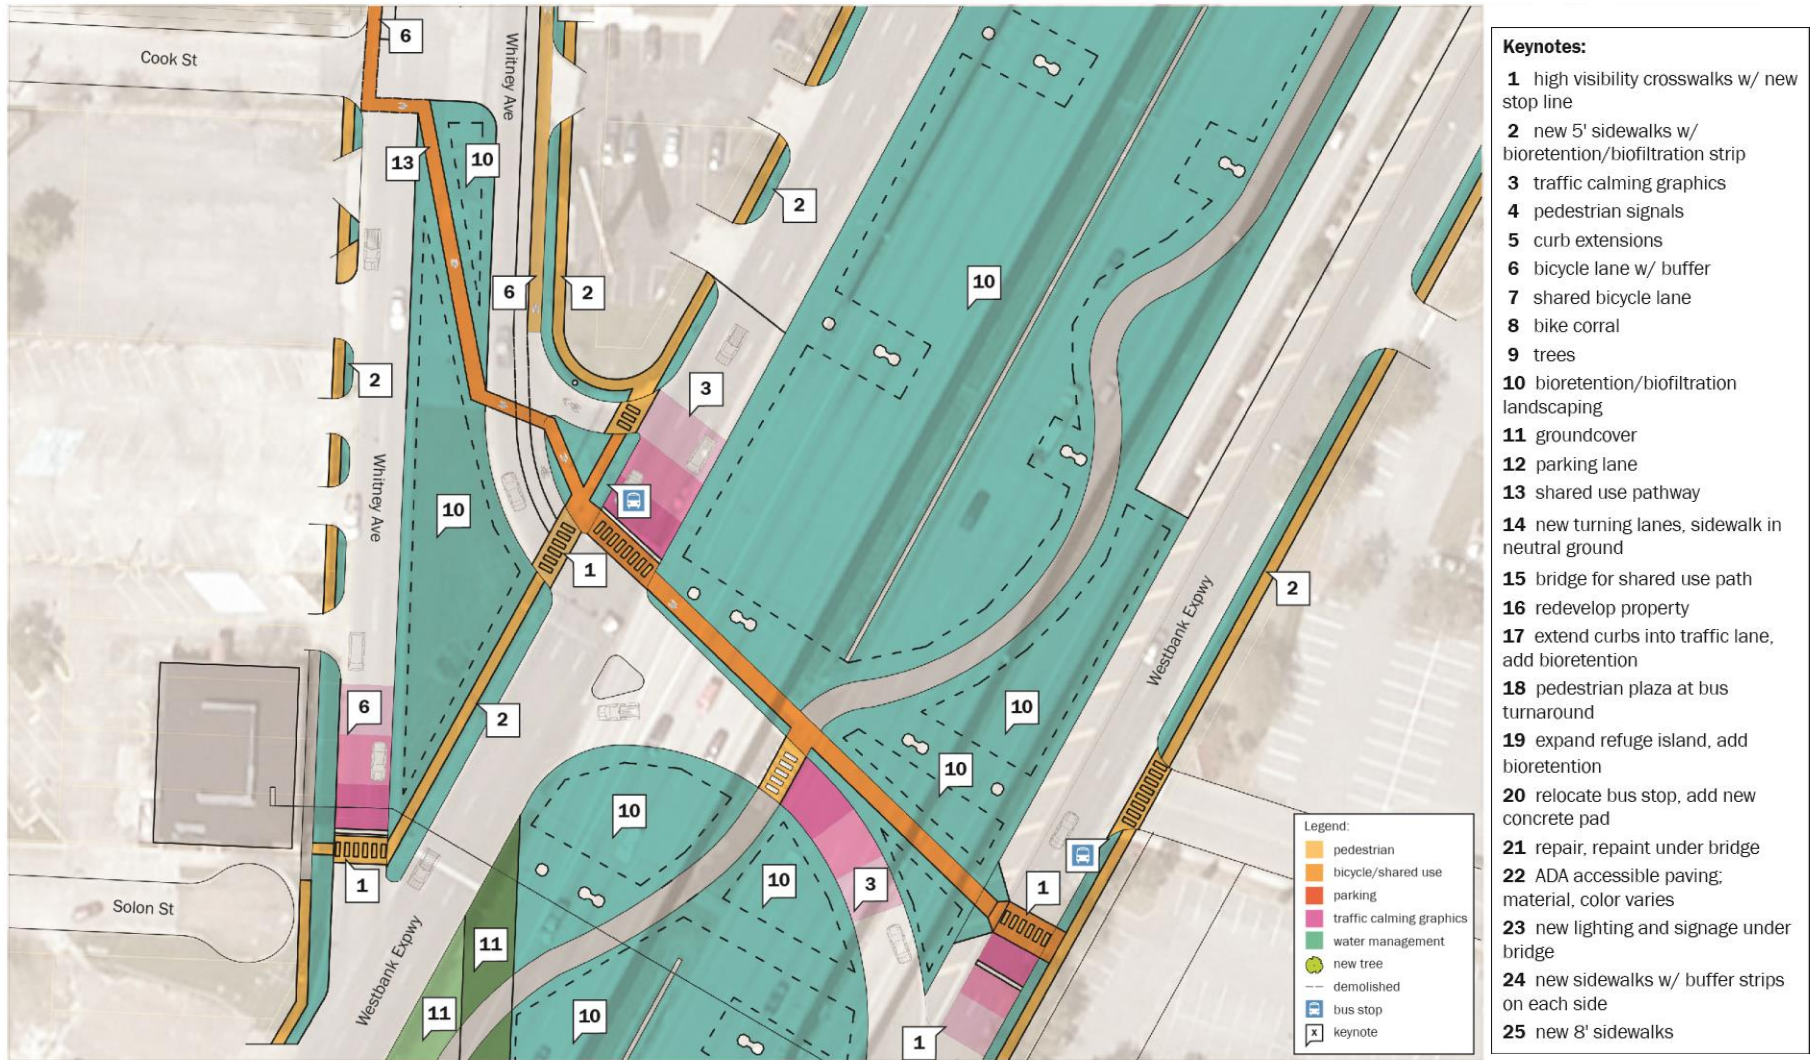 Cook St
6
Whitney Ave
13
10
2
10
6
2
2
3
10
Whitney Ave
1
2
Westbank Expwy
6
2
10
10
10
1
Solon St
10
3
1
11
Westbank Expwy
11
10
1
Keynotes:
1 high visibility crosswalks w/ new
stop line
2 new 5' sidewalks w/
bioretention/biofiltration strip
3 traffic calming graphics
4 pedestrian signals
5 curb extensions
6 bicycle lane w/ buffer
7 shared bicycle lane
8 bike corral
9 trees
10 bioretention/biofiltration
landscaping
11 groundcover
12 parking lane
13 shared use pathway
14 new turning lanes, sidewalk in
neutral ground
15 bridge for shared use path
16 redevelop property
17 extend curbs into traffic lane,
add bioretention
18 pedestrian plaza at bus
turnaround
19 expand refuge island, add
bioretention
20 relocate bus stop, add new
concrete pad
21 repair, repaint under bridge
22 ADA accessible paving;
material, color varies
23 new lighting and signage under
bridge
24 new sidewalks w/ buffer strips
on each side
25 new 8' sidewalks
Legend:
pedestrian
bicycle/shared use
parking
traffic calming graphics
water management
new tree
demolished
bus stop
x keynote